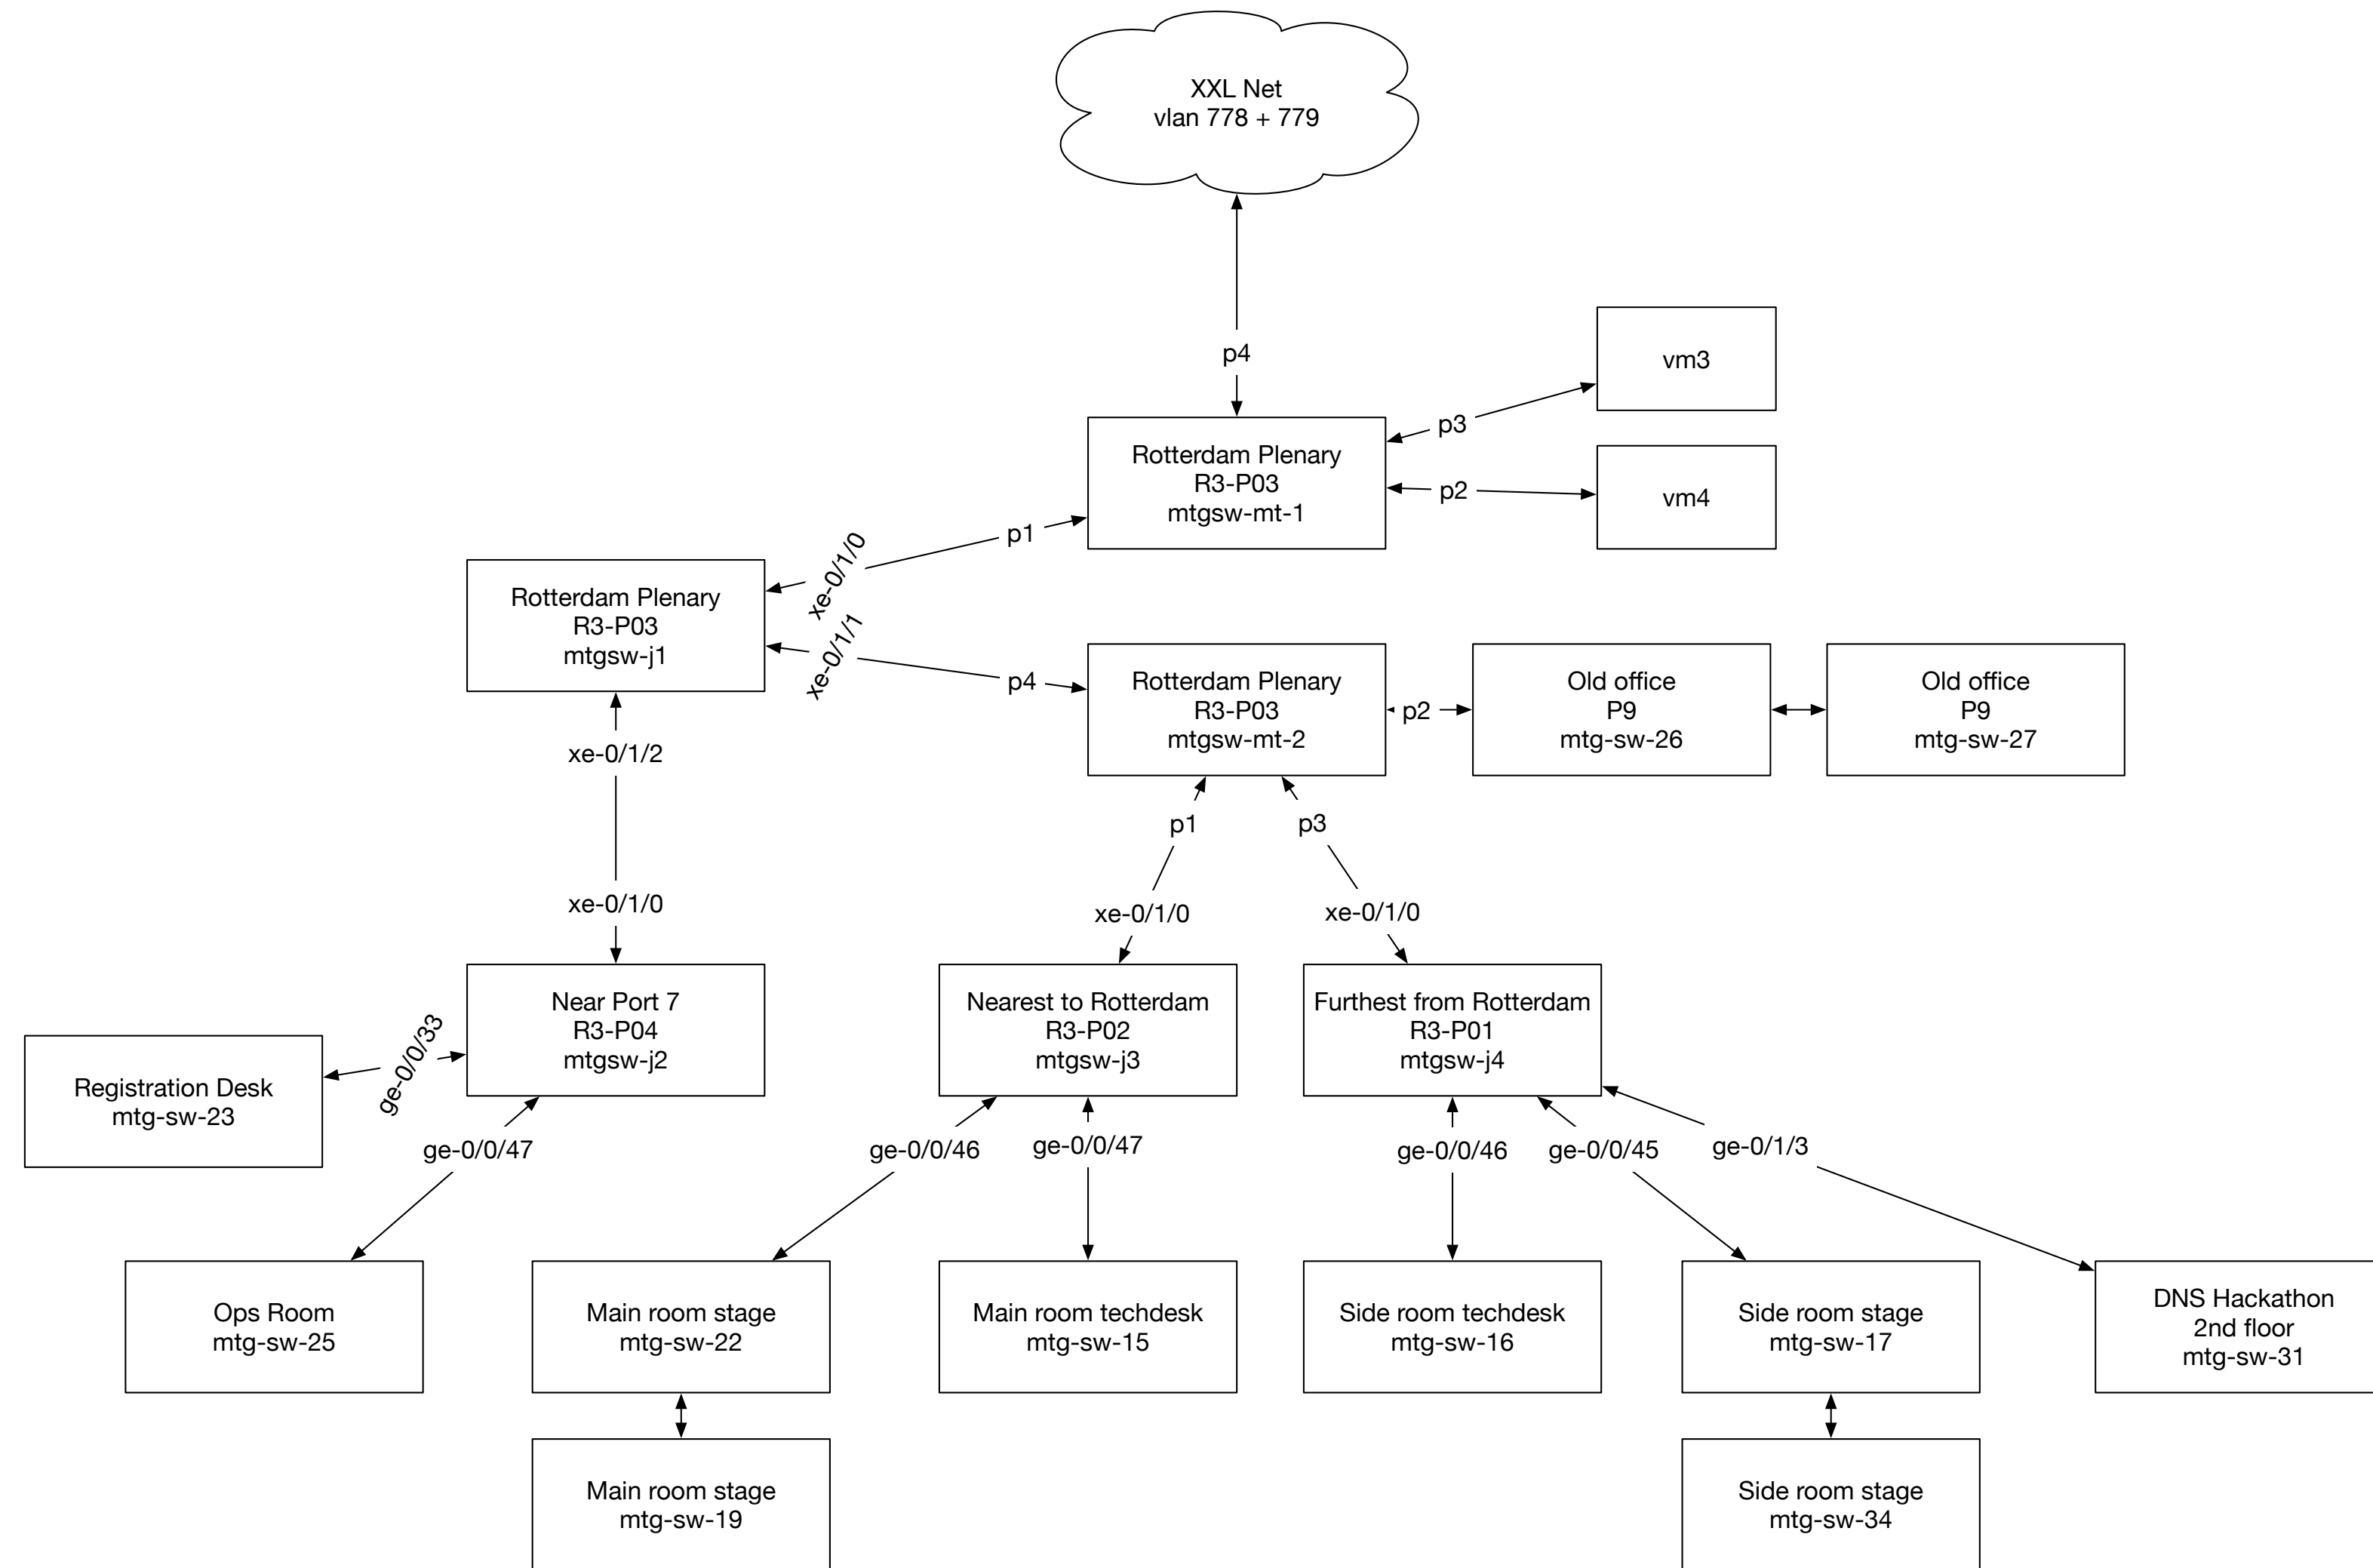 XXL Net
vlan 778 + 779
p4
vm3
p3
Rotterdam Plenary
R3-P03
mtgsw-mt-1
p2
vm4
p1
xe-0/1/0
Rotterdam Plenary
R3-P03
mtgsw-j1
xe-0/1/1
p4
Rotterdam Plenary
R3-P03
mtgsw-mt-2
p2
Old office
P9
mtg-sw-26
Old office
P9
mtg-sw-27
xe-0/1/2
p1
p3
xe-0/1/0
xe-0/1/0
xe-0/1/0
Near Port 7
R3-P04
mtgsw-j2
Nearest to Rotterdam
R3-P02
mtgsw-j3
Furthest from Rotterdam
R3-P01
mtgsw-j4
ge-0/0/33
Registration Desk
mtg-sw-23
ge-0/0/47
ge-0/0/46
ge-0/0/47
ge-0/0/46
ge-0/0/45
ge-0/1/3
Ops Room
mtg-sw-25
Main room stage
mtg-sw-22
Main room techdesk
mtg-sw-15
Side room techdesk
mtg-sw-16
Side room stage
mtg-sw-17
DNS Hackathon
2nd floor
mtg-sw-31
Main room stage
mtg-sw-19
Side room stage
mtg-sw-34